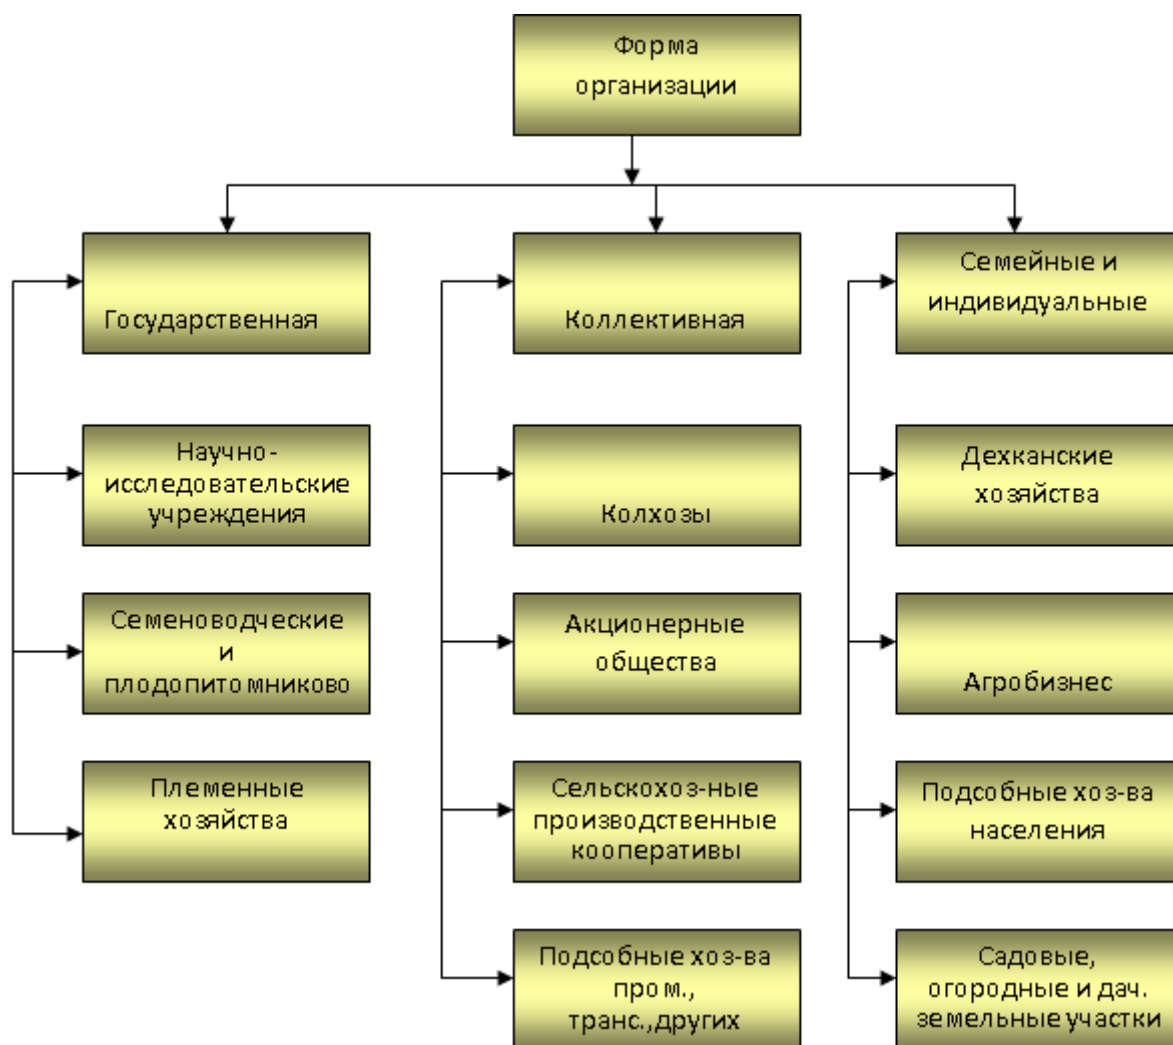 Форма
организации
Государственная
Коллективная
Семейные и
индивидуальные
Научно-
исследовательские
учреждения
Колхозы
Дехканские
хозяйства
Семеноводческие
и
плодопитомниково
Акционерные
общества
Агробизнес
Племенные
хозяйства
Сельскохоз-ные
производственные
кооперативы
Подсобные хоз-ва
населения
Подсобные хоз-ва
пром.,
транс.,других
Садовые,
огородные и дач.
земельные участки